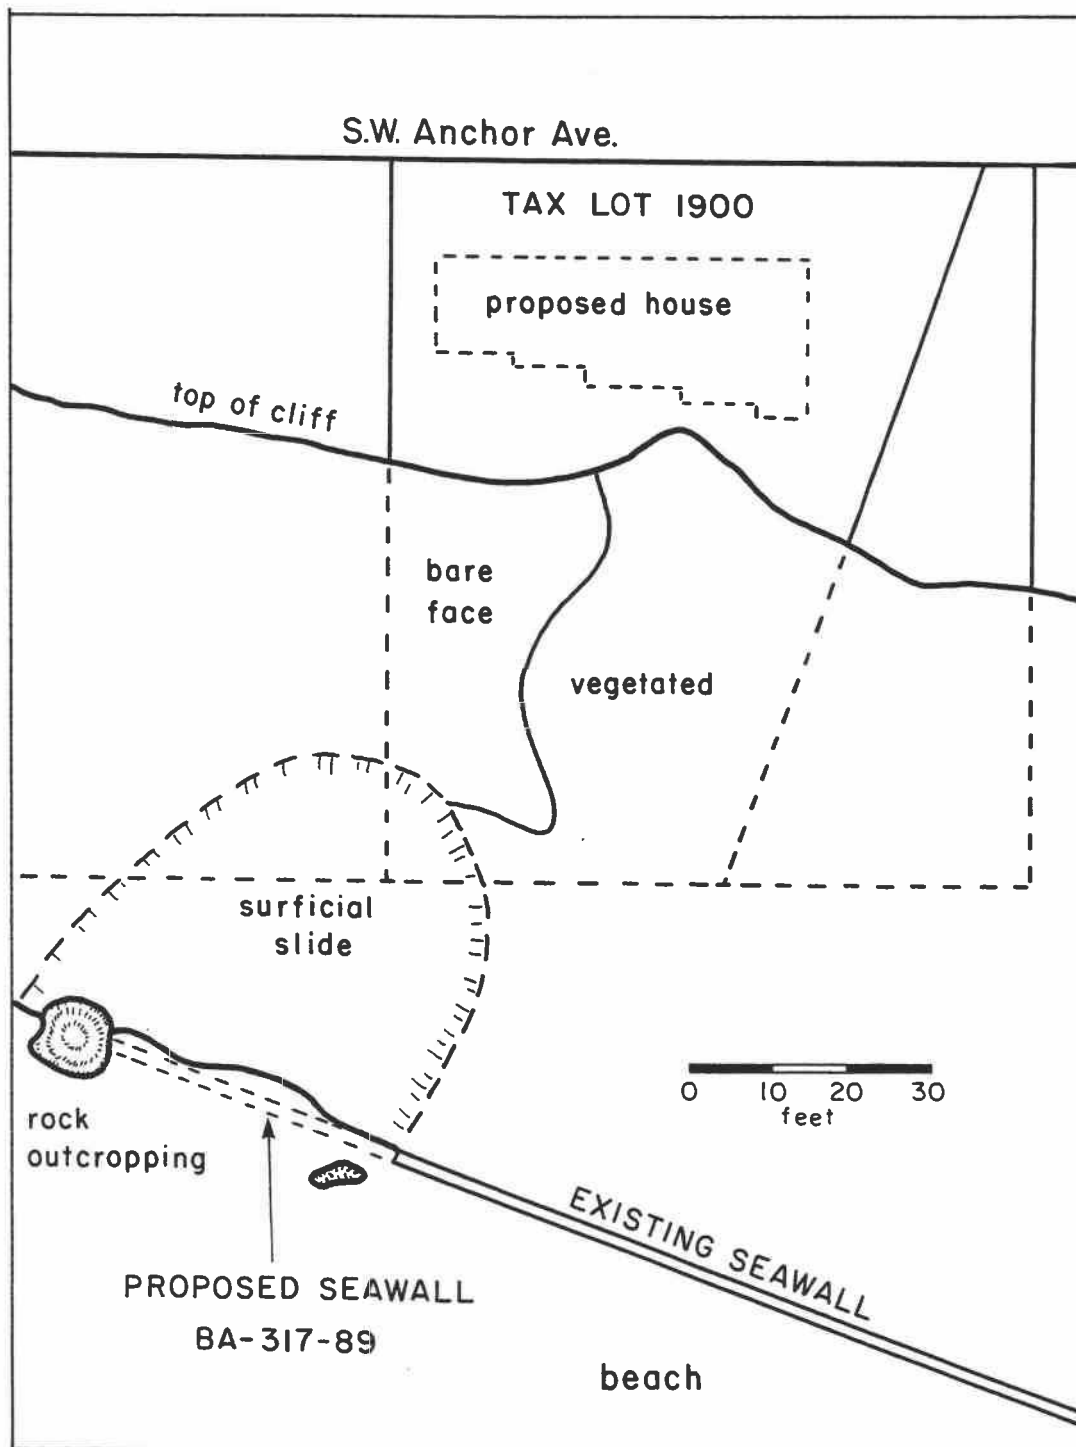 S.W. Anchor Ave.
TAX LOT 1900
proposed house
top of cliff
bare
face
vegetated
surficial
slide
0 10 20 30
feet
rock
outcropping
EXISTING SEAWALL
PROPOSED SEAWALL
BA-317-89
beach